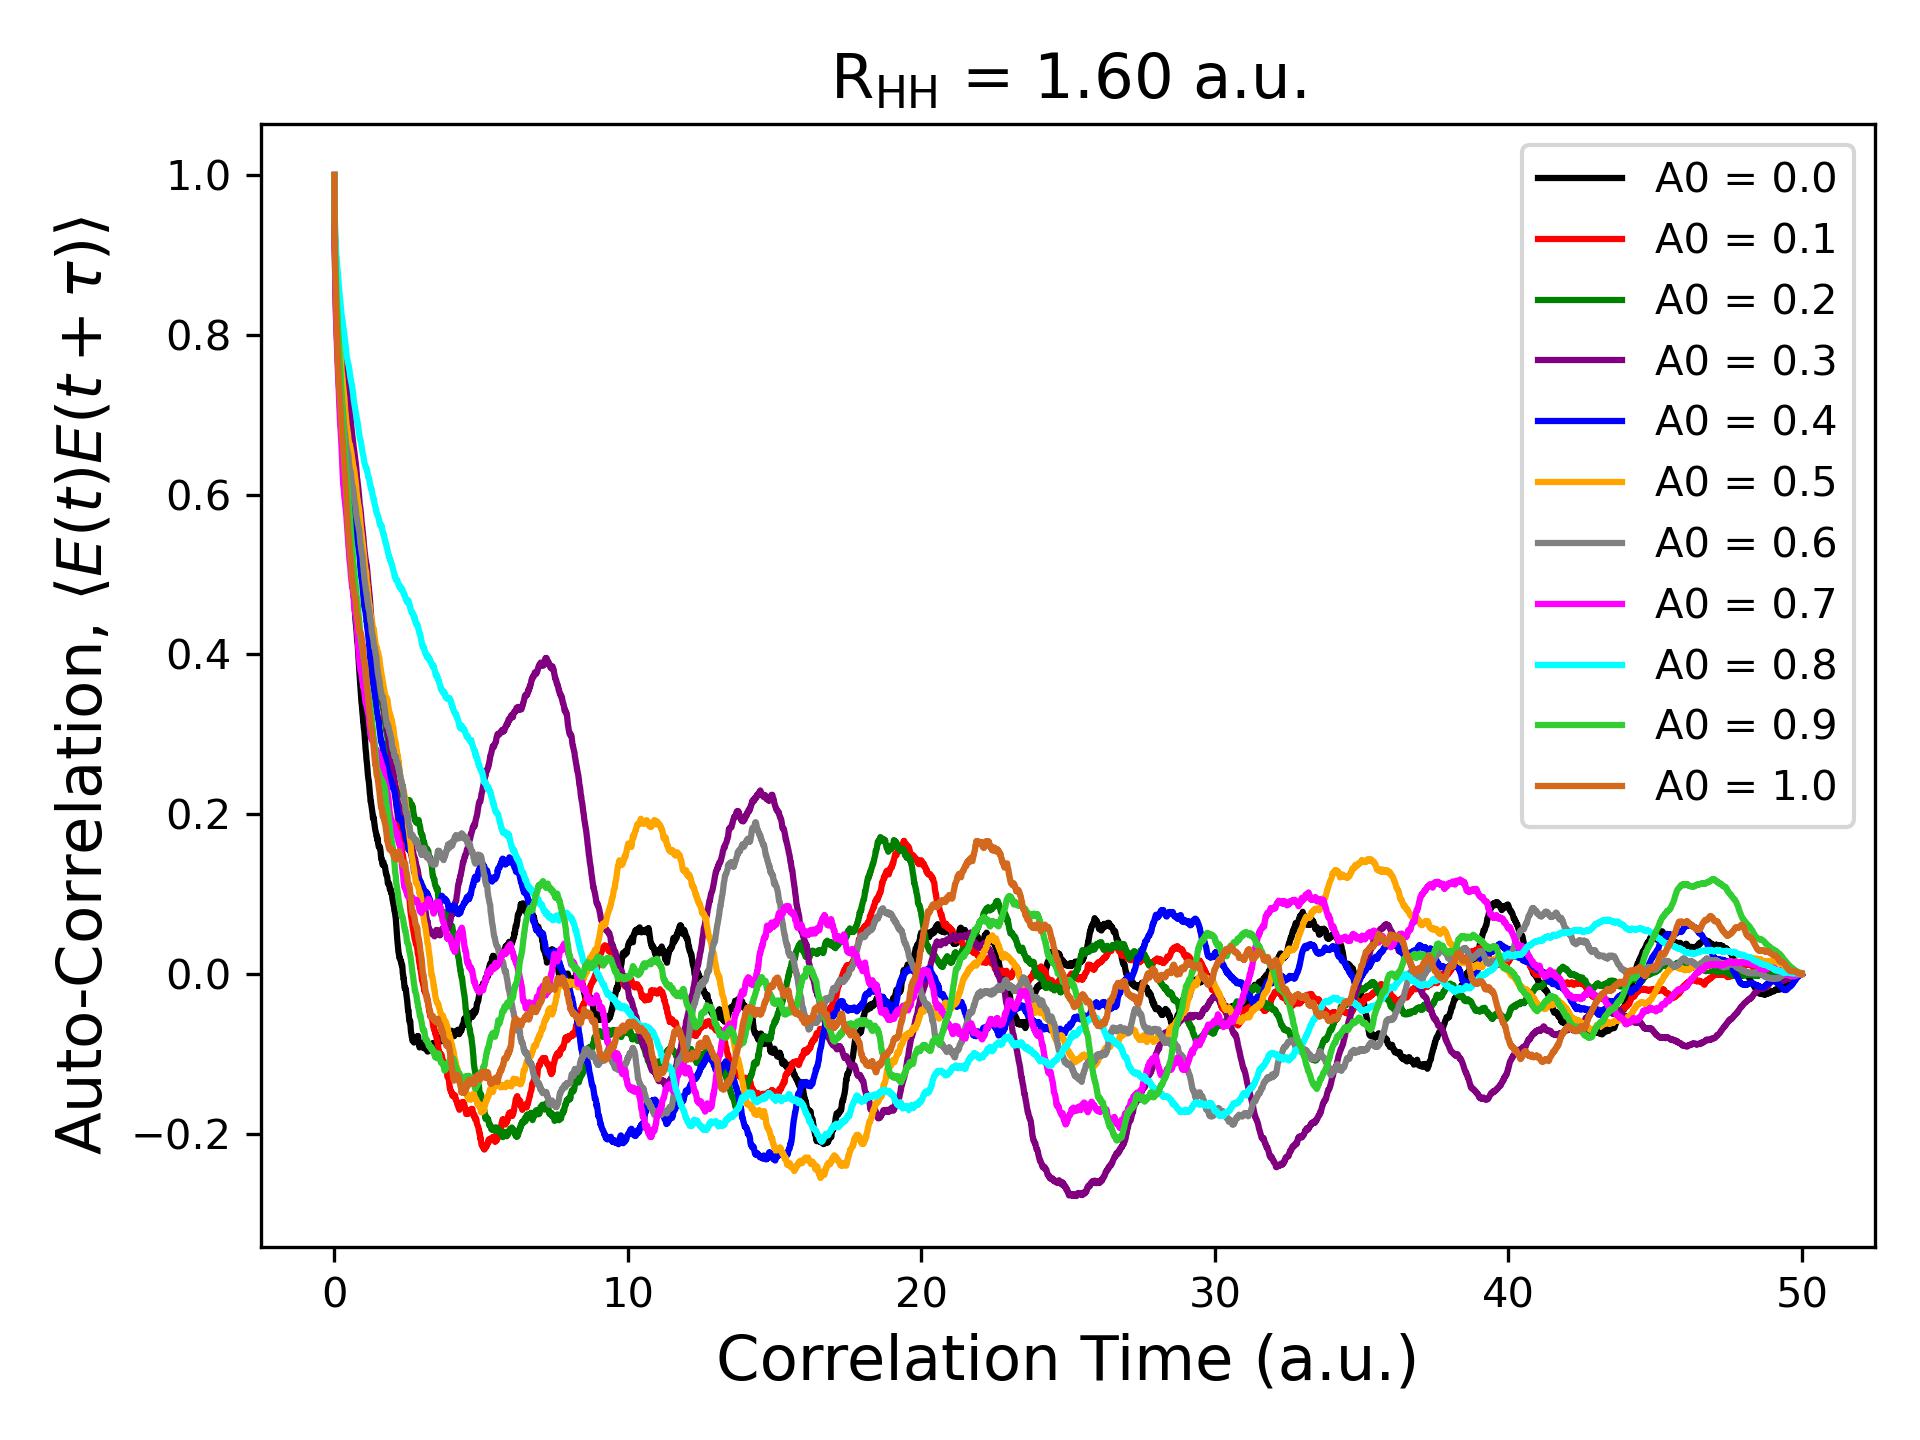 R_HH = 1.60 a.u.
Auto-Correlation, ⟨E(t)E(t + τ)⟩
1.0
0.8
0.6
0.4
0.2
0.0
−0.2
A0 = 0.0
A0 = 0.1
A0 = 0.2
A0 = 0.3
A0 = 0.4
A0 = 0.5
A0 = 0.6
A0 = 0.7
A0 = 0.8
A0 = 0.9
A0 = 1.0
0 10 20 30 40 50
Correlation Time (a.u.)